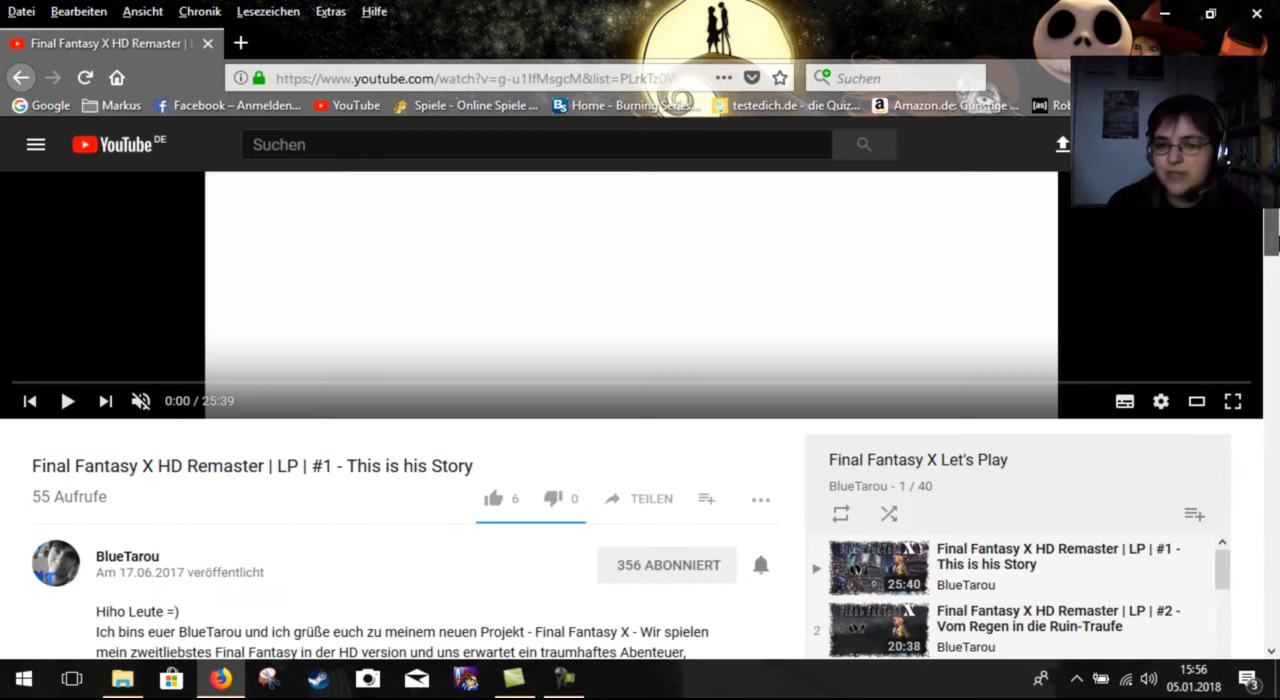 Datei Bearbeiten Ansicht Chronik Lesezeichen Extras Hilfe
Final Fantasy X HD Remaster |
https://www.youtube.com/watch?v=g-u1IfMsgcM&list=PLrkTz0 Suchen
Google Markus Facebook – Anmelden... YouTube Spiele - Online Spiele ... Home - Burning Series... testedich.de - die Quiz... Amazon.de: Günstige ... [as] Rob
YouTube DE Suchen
0:00 / 25:39
Final Fantasy X HD Remaster | LP | #1 - This is his Story
55 Aufrufe
6 0 TEILEN
BlueTarou
Am 17.06.2017 veröffentlicht
356 ABONNIERT
Hiho Leute =)
Ich bins euer BlueTarou und ich grüße euch zu meinem neuen Projekt - Final Fantasy X - Wir spielen
mein zweitliebstes Final Fantasy in der HD version und uns erwartet ein traumhaftes Abenteuer,
Final Fantasy X Let's Play
BlueTarou - 1 / 40
25:40
Final Fantasy X HD Remaster | LP | #1 -
This is his Story
BlueTarou
2
20:38
Final Fantasy X HD Remaster | LP | #2 -
Vom Regen in die Ruin-Traufe
BlueTarou
15:56
05.01.2018
3